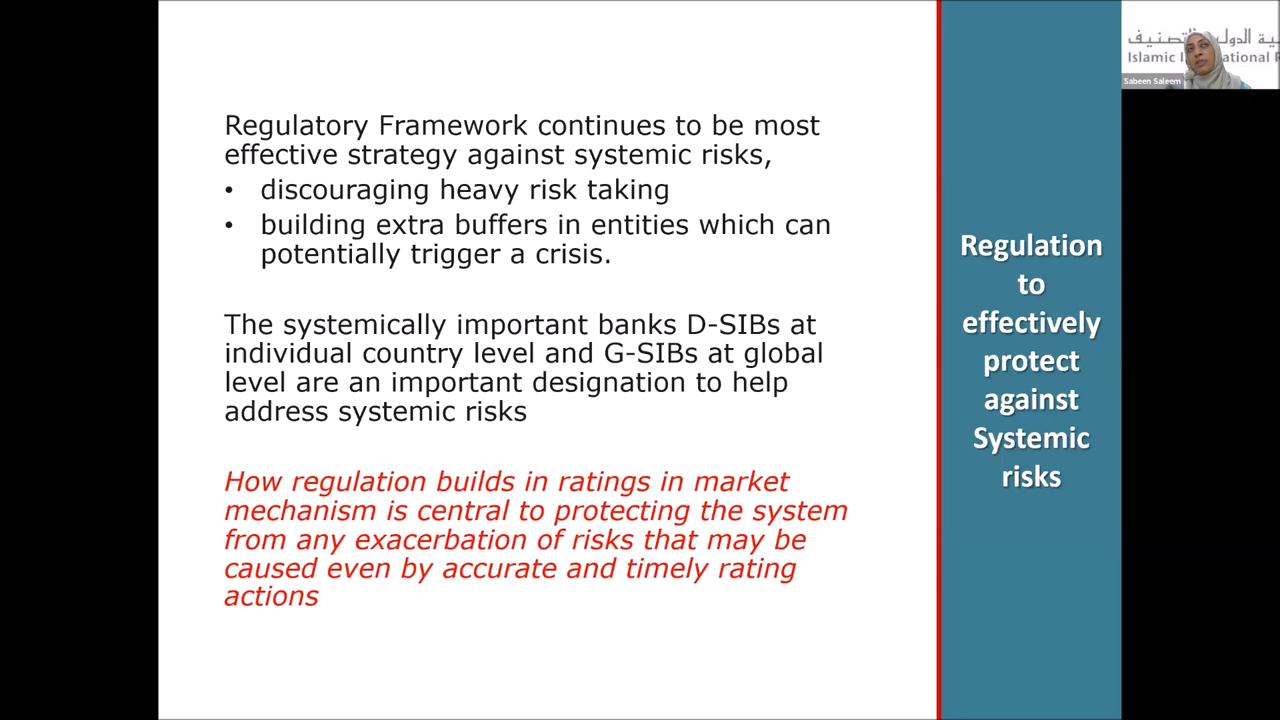 Regulatory Framework continues to be most
effective strategy against systemic risks,
• discouraging heavy risk taking
• building extra buffers in entities which can
potentially trigger a crisis.
The systemically important banks D-SIBs at
individual country level and G-SIBs at global
level are an important designation to help
address systemic risks
How regulation builds in ratings in market
mechanism is central to protecting the system
from any exacerbation of risks that may be
caused even by accurate and timely rating
actions
Regulation
to
effectively
protect
against
Systemic
risks
Islamic
Sabeen Saleem